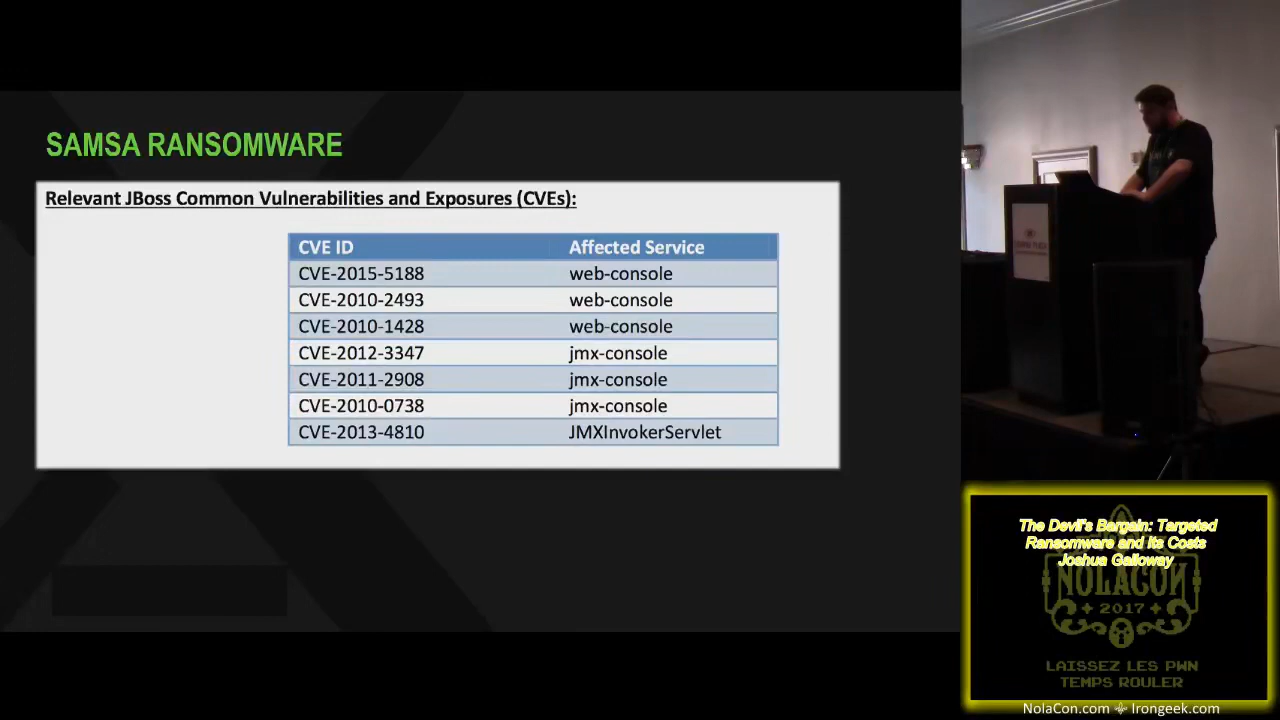 SAMSA RANSOMWARE
Relevant JBoss Common Vulnerabilities and Exposures (CVEs):
CVE ID Affected Service
CVE-2015-5188 web-console
CVE-2010-2493 web-console
CVE-2010-1428 web-console
CVE-2012-3347 jmx-console
CVE-2011-2908 jmx-console
CVE-2010-0738 jmx-console
CVE-2013-4810 JMXInvokerServlet
The Devil's Bargain: Targeted
Ransomware and Its Costs
Joshua Galloway
NOLACON
2017
LAISSEZ LES PWN
TEMPS ROULER
NolaCon.com Irongeek.com